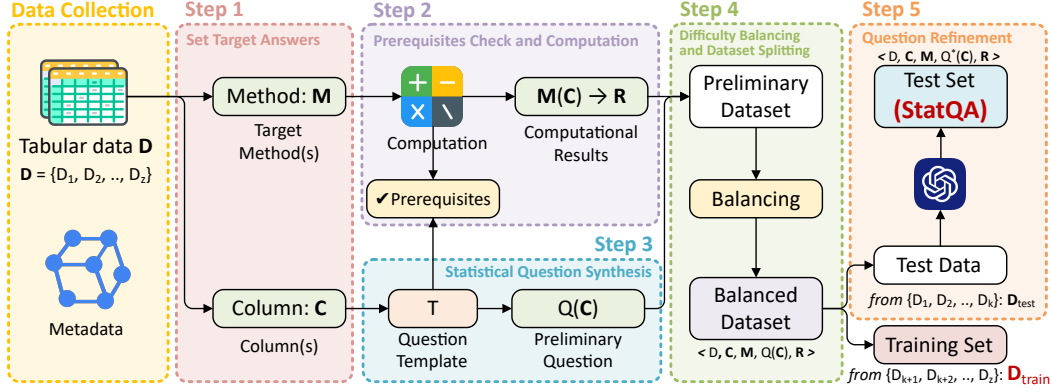 Data Collection
Tabular data D
D = {D1, D2, .., Dz}
Metadata
Step 1
Set Target Answers
Method: M
Target
Method(s)
Column: C
Column(s)
Step 2
Prerequisites Check and Computation
Computation
M(C) → R
Computational
Results
✔Prerequisites
Step 3
Statistical Question Synthesis
T
Question
Template
Q(C)
Preliminary
Question
Step 4
Difficulty Balancing
and Dataset Splitting
Preliminary
Dataset
Balancing
Balanced
Dataset
< D, C, M, Q(C), R >
Step 5
Question Refinement
< D, C, M, Q*(C), R >
Test Set
(StatQA)
Test Data
from {D1, D2, .., Dk}: Dtest
Training Set
from {Dk+1, Dk+2, .., Dz}: Dtrain